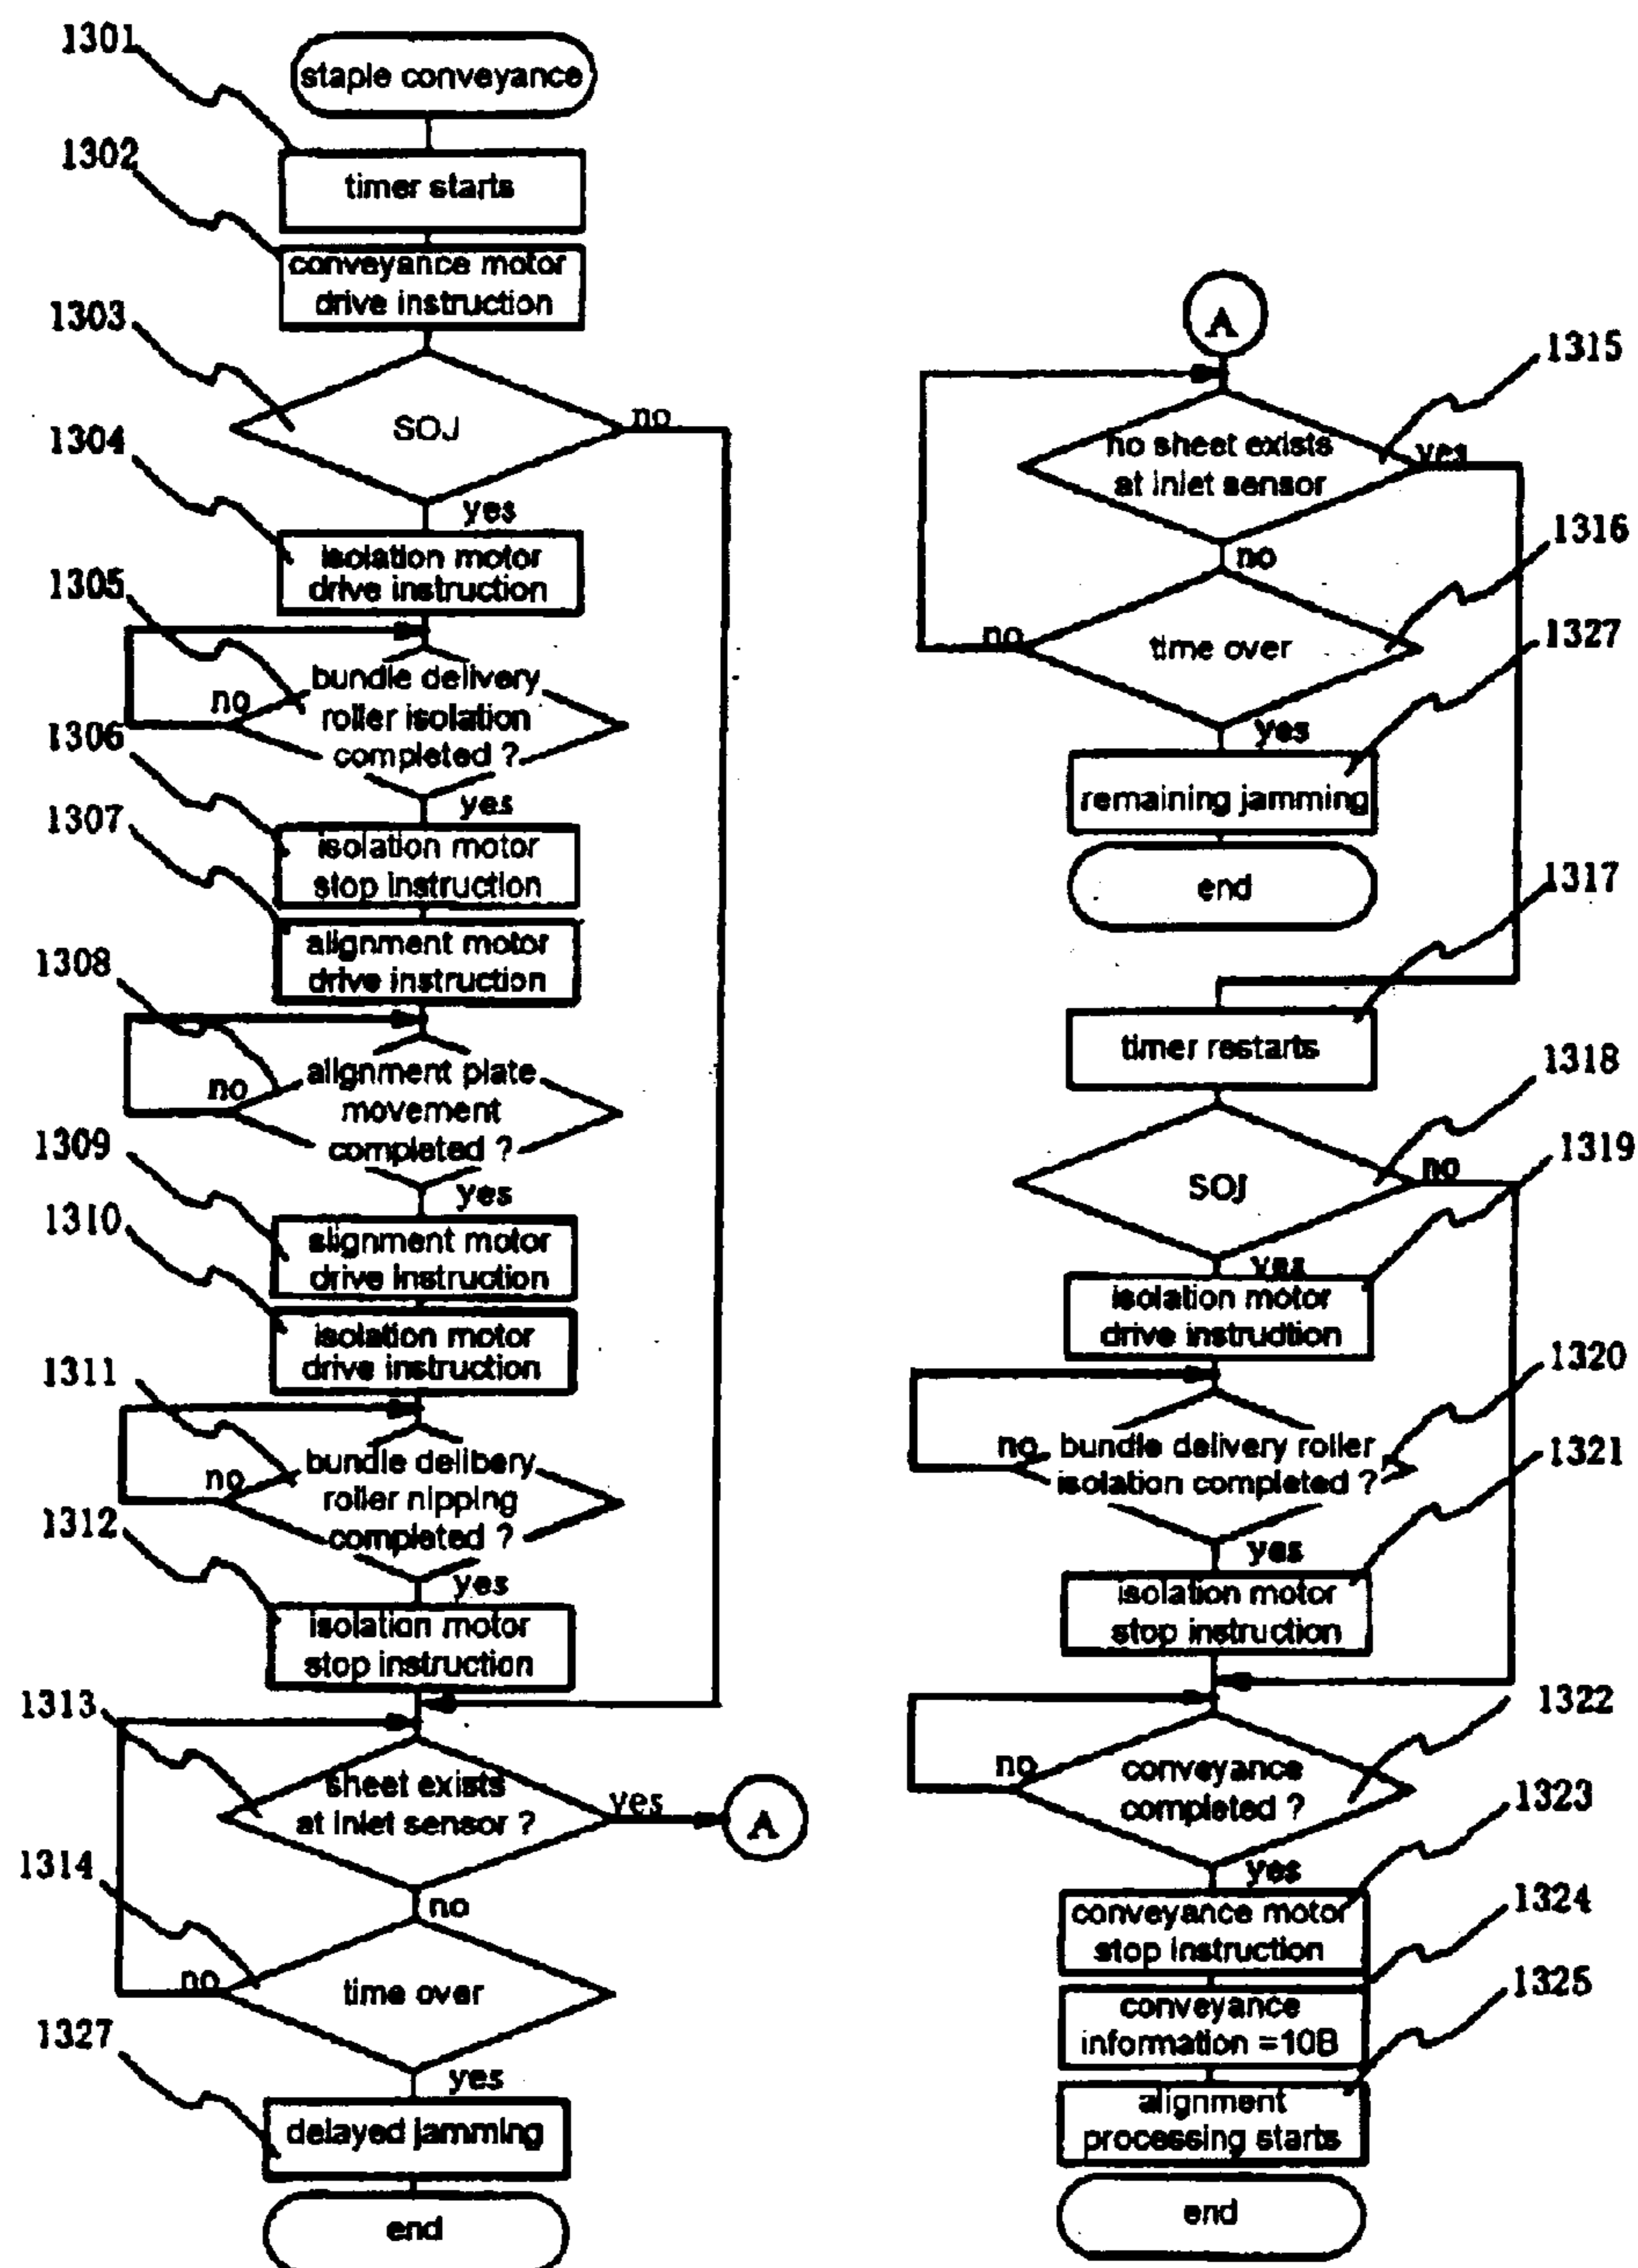 1301
staple conveyance
timer starts
1302
conveyance motor
drive instruction
1303
SOJ
no
yes
1304
isolation motor
drive instruction
1305
bundle delivery
roller isolation
completed ?
no
yes
1306
isolation motor
stop instruction
1307
alignment motor
drive instruction
1308
alignment plate
movement
completed ?
no
yes
1309
alignment motor
drive instruction
1310
isolation motor
drive instruction
1311
bundle delibery
roller nipping
completed ?
no
yes
1312
isolation motor
stop instruction
1313
sheet exists
at inlet sensor ?
yes
A
no
1314
time over
no
yes
1327
delayed jamming
end
A
1315
no sheet exists
at inlet sensor
yes
no
1316
time over
no
yes
1327
remaining jamming
end
1317
timer restarts
1318
SOJ
no
yes
1319
isolation motor
drive instrudtion
1320
bundle delivery roller
isolation completed ?
no
yes
1321
isolation motor
stop instruction
1322
conveyance
completed ?
no
yes
1323
conveyance motor
stop instruction
1324
conveyance
information =10B
1325
alignment
processing starts
end